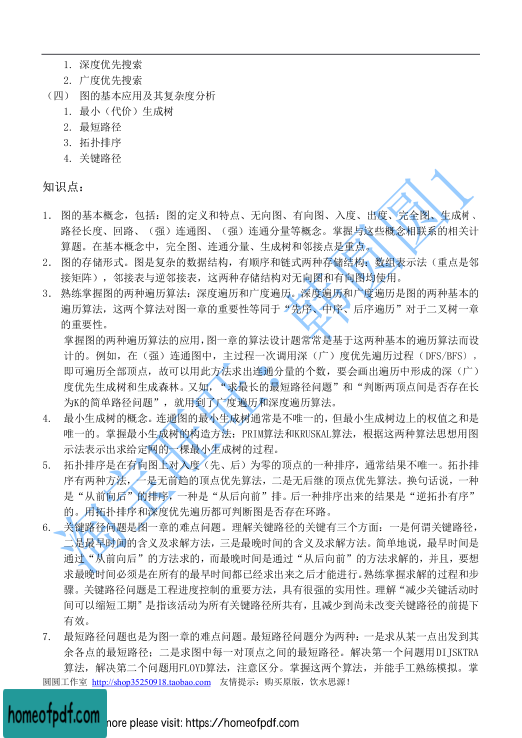 1. 深度优先搜索
2. 广度优先搜索
（四） 图的基本应用及其复杂度分析
1. 最小（代价）生成树
2. 最短路径
3. 拓扑排序
4. 关键路径
知识点：
1. 图的基本概念，包括：图的定义和特点、无向图、有向图、入度、出度、完全图、生成树、
路径长度、回路、（强）连通图、（强）连通分量等概念。掌握与这些概念相联系的相关计
算题。在基本概念中，完全图、连通分量、生成树和邻接点是重点。
2. 图的存储形式。图是复杂的数据结构，有顺序和链式两种存储结构：数组表示法（重点是邻
接矩阵），邻接表与逆邻接表，这两种存储结构对无向图和有向图均使用。
3. 熟练掌握图的两种遍历算法：深度遍历和广度遍历。深度遍历和广度遍历是图的两种基本的
遍历算法，这两个算法对图一章的重要性等同于“先序、中序、后序遍历”对于二叉树一章
的重要性。
掌握图的两种遍历算法的应用,图一章的算法设计题常常是基于这两种基本的遍历算法而设
计的。例如，在（强）连通图中，主过程一次调用深（广）度优先遍历过程（DFS/BFS），
即可遍历全部顶点，故可以用此方法求出连通分量的个数，要会画出遍历中形成的深（广）
度优先生成树和生成森林。又如，“求最长的最短路径问题”和“判断两顶点间是否存在长
为K的简单路径问题”，就用到了广度遍历和深度遍历算法。
4. 最小生成树的概念。连通图的最小生成树通常是不唯一的，但最小生成树边上的权值之和是
唯一的。掌握最小生成树的构造方法：PRIM算法和KRUSKAL算法，根据这两种算法思想用图
示法表示出求给定网的一棵最小生成树的过程。
5. 拓扑排序是在有向图上对入度（先、后）为零的顶点的一种排序，通常结果不唯一。拓扑排
序有两种方法，一是无前趋的顶点优先算法，二是无后继的顶点优先算法。换句话说，一种
是“从前向后”的排序，一种是“从后向前”排。后一种排序出来的结果是“逆拓扑有序”
的。用拓扑排序和深度优先遍历都可判断图是否存在环路。
6. 关键路径问题是图一章的难点问题。理解关键路径的关键有三个方面：一是何谓关键路径，
二是最早时间的含义及求解方法，三是最晚时间的含义及求解方法。简单地说，最早时间是
通过“从前向后”的方法求的，而最晚时间是通过“从后向前”的方法求解的，并且，要想
求最晚时间必须是在所有的最早时间都已经求出来之后才能进行。熟练掌握求解的过程和步
骤。关键路径问题是工程进度控制的重要方法，具有很强的实用性。理解“减少关键活动时
间可以缩短工期”是指该活动为所有关键路径所共有，且减少到尚未改变关键路径的前提下
有效。
7. 最短路径问题也是为图一章的难点问题。最短路径问题分为两种：一是求从某一点出发到其
余各点的最短路径；二是求图中每一对顶点之间的最短路径。解决第一个问题用DIJSKTRA
算法，解决第二个问题用FLOYD算法，注意区分。掌握这两个算法，并能手工熟练模拟。掌
圆圆工作室 http://shop35250918.taobao.com 友情提示：购买原版，饮水思源！
homeofpdf.com
more please visit: https://homeofpdf.com